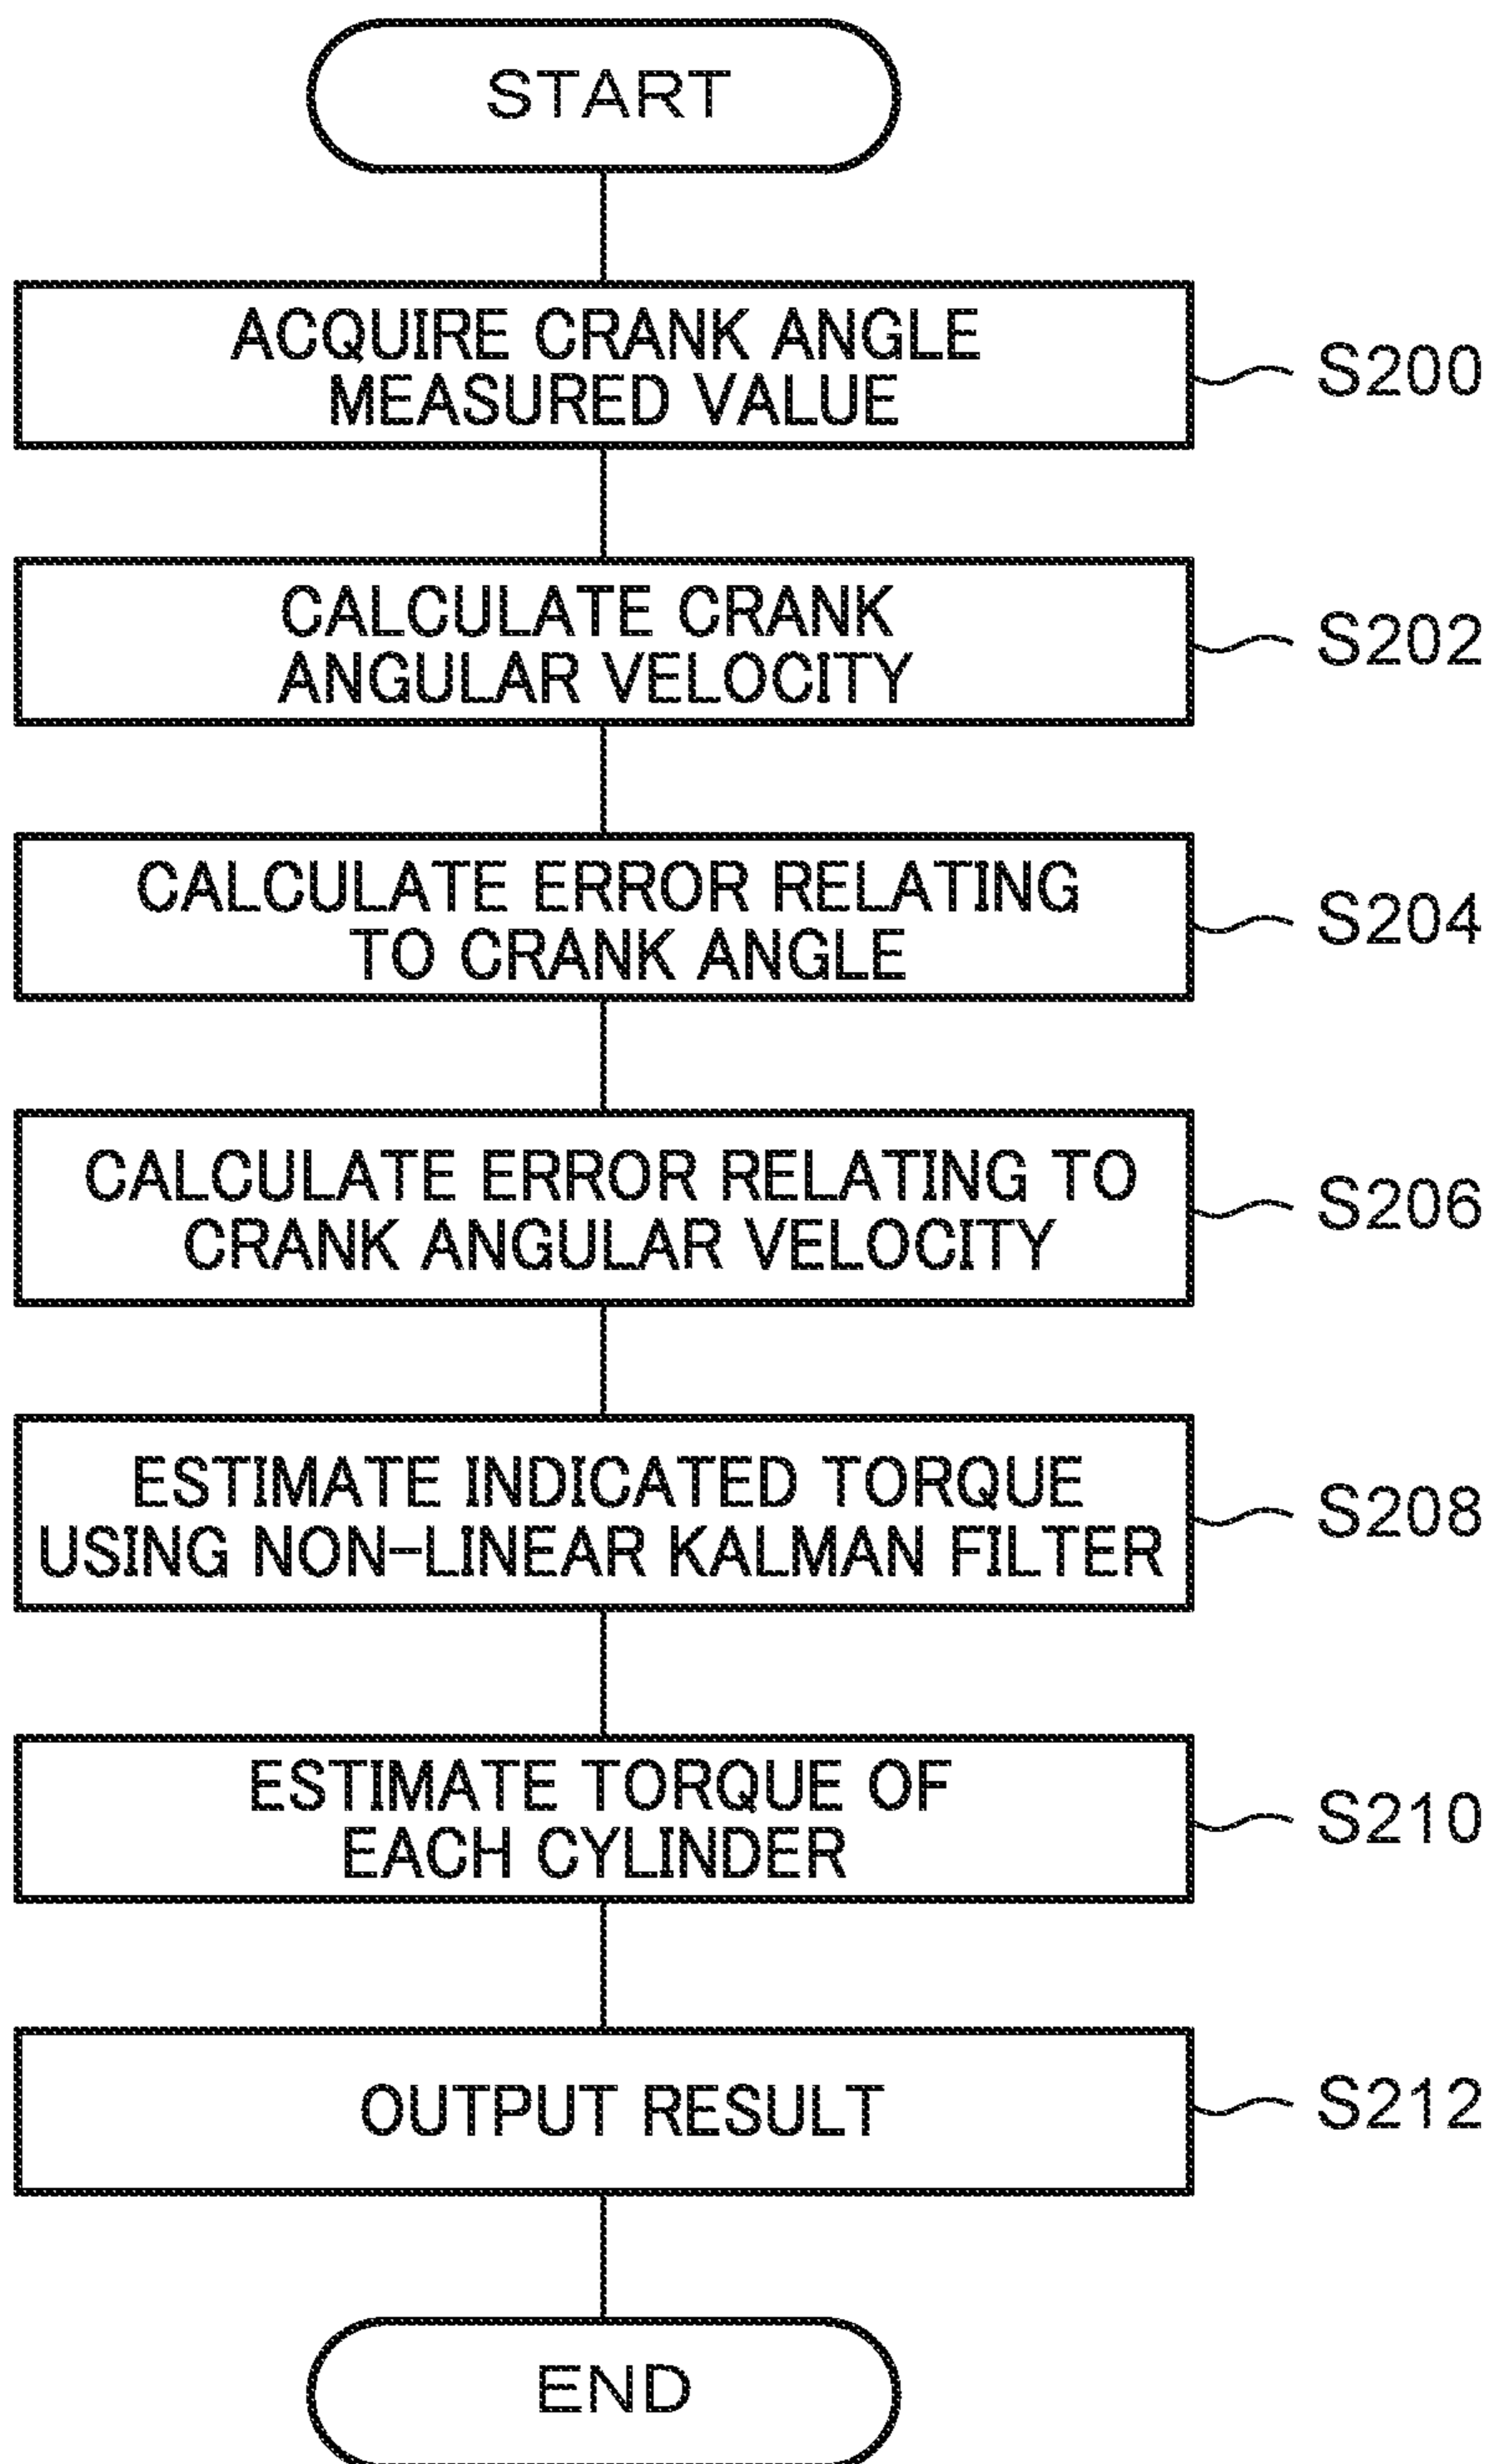 START
ACQUIRE CRANK ANGLE
MEASURED VALUE
S200
CALCULATE CRANK
ANGULAR VELOCITY
S202
CALCULATE ERROR RELATING
TO CRANK ANGLE
S204
CALCULATE ERROR RELATING TO
CRANK ANGULAR VELOCITY
S206
ESTIMATE INDICATED TORQUE
USING NON-LINEAR KALMAN FILTER
S208
ESTIMATE TORQUE OF
EACH CYLINDER
S210
OUTPUT RESULT
S212
END